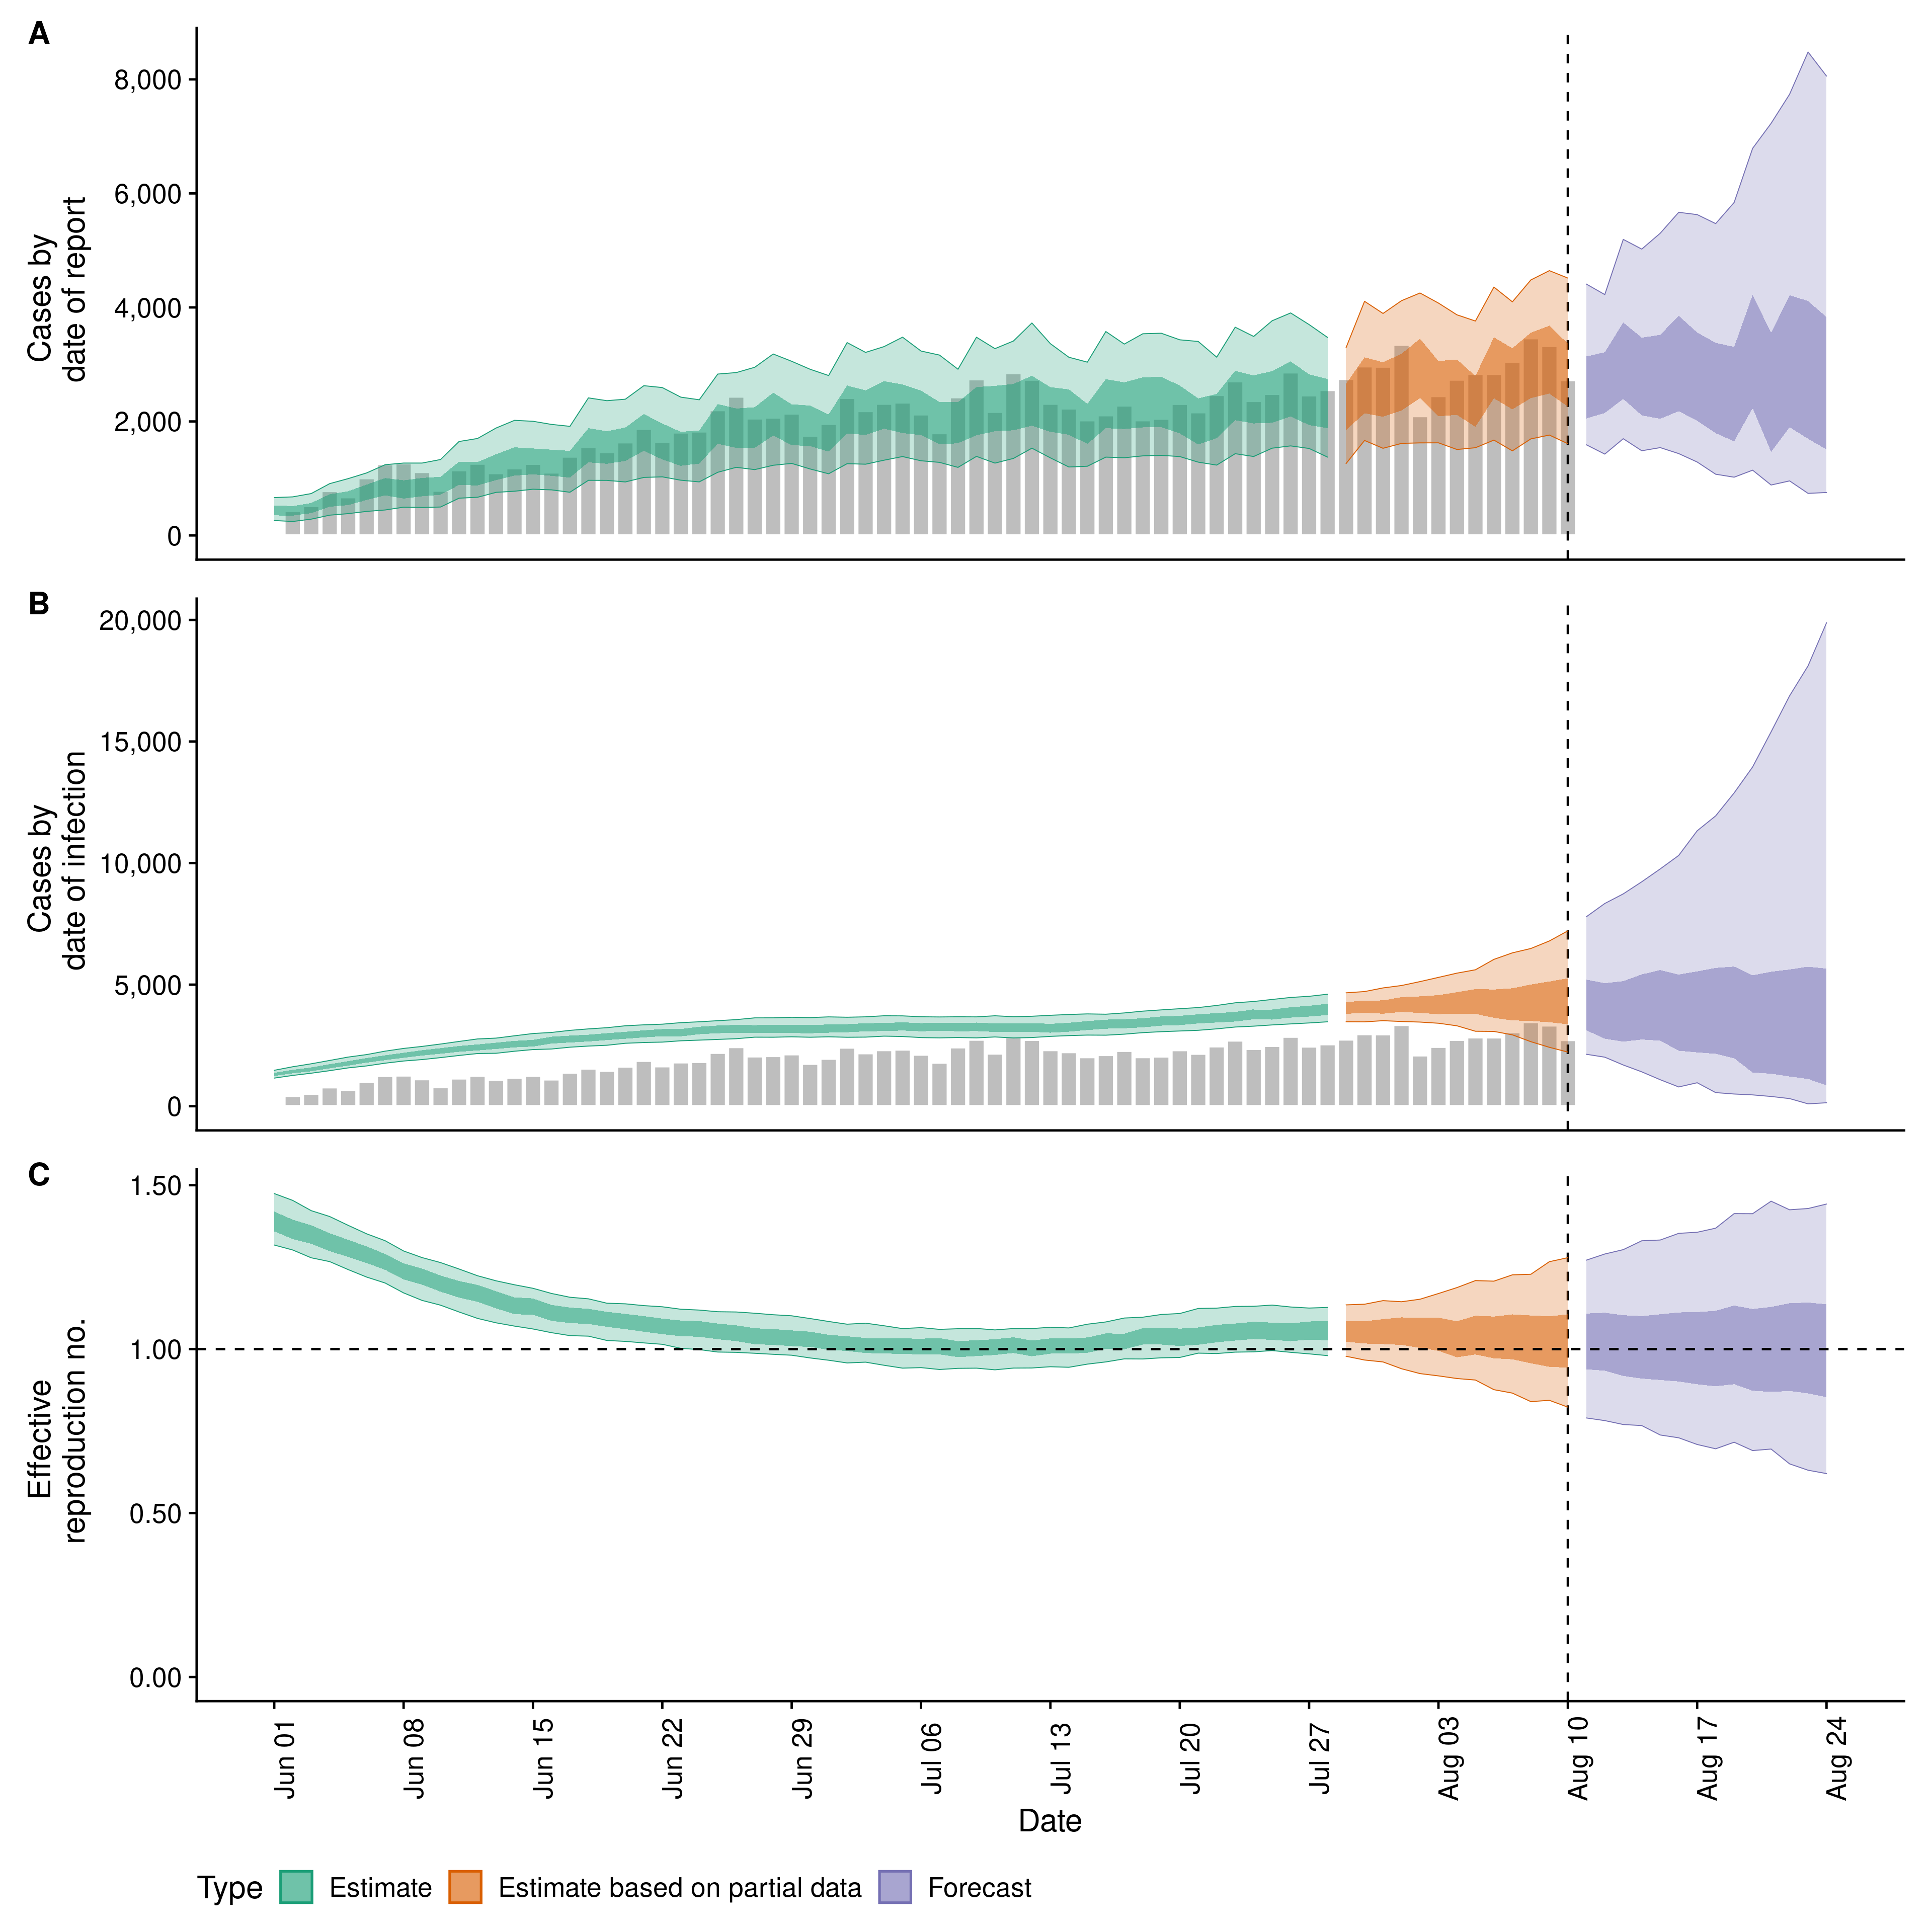 A
8,000
6,000
4,000
2,000
0
Cases by
date of report
B
20,000
15,000
10,000
5,000
0
Cases by
date of infection
C
1.50
1.00
0.50
0.00
Effective
reproduction no.
Jun 01
Jun 08
Jun 15
Jun 22
Jun 29
Jul 06
Jul 13
Jul 20
Jul 27
Aug 03
Aug 10
Aug 17
Aug 24
Date
Type Estimate Estimate based on partial data Forecast